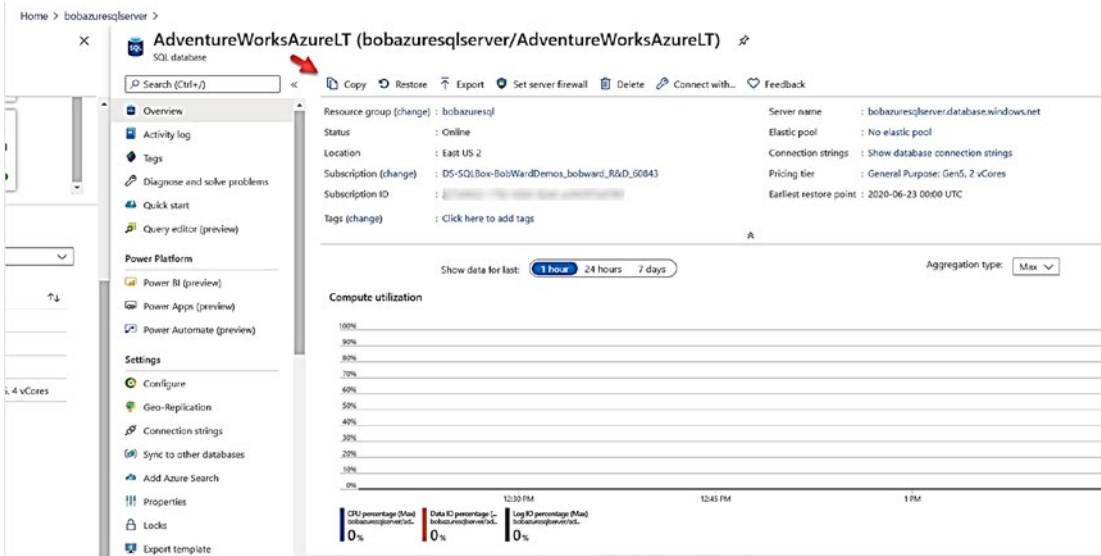 Home > bobazuresqlserver >
AdventureWorksAzureLT (bobazuresqlserver/AdventureWorksAzureLT)
SQL database
Search (Ctrl+/)
«
Copy Restore Export Set server firewall Delete Connect with... Feedback
Overview
Activity log
Tags
Diagnose and solve problems
Quick start
Query editor (preview)
Power Platform
Power BI (preview)
Power Apps (preview)
Power Automate (preview)
Settings
Configure
Geo-Replication
Connection strings
Sync to other databases
Add Azure Search
Properties
Locks
Export template
, 4 vCores
Resource group (change) : bobazuresql
Status : Online
Location : East US 2
Subscription (change) : DS-SQLBox-BobWardDemos_bobward_R&D_60843
Subscription ID :
Tags (change) : Click here to add tags
Server name : bobazuresqlserver.database.windows.net
Elastic pool : No elastic pool
Connection strings : Show database connection strings
Pricing tier : General Purpose: Gen5, 2 vCores
Earliest restore point : 2020-06-23 00:00 UTC
Show data for last: 1 hour 24 hours 7 days
Aggregation type: Max
Compute utilization
100%
90%
80%
70%
60%
50%
40%
30%
20%
10%
0%
12:30 PM 12:45 PM 1 PM
CPU percentage (Max)
bobazuresqlserver/ad...
0%
Data IO percentage (...
bobazuresqlserver/ad...
0%
Log IO percentage (Max)
bobazuresqlserver/ad...
0%